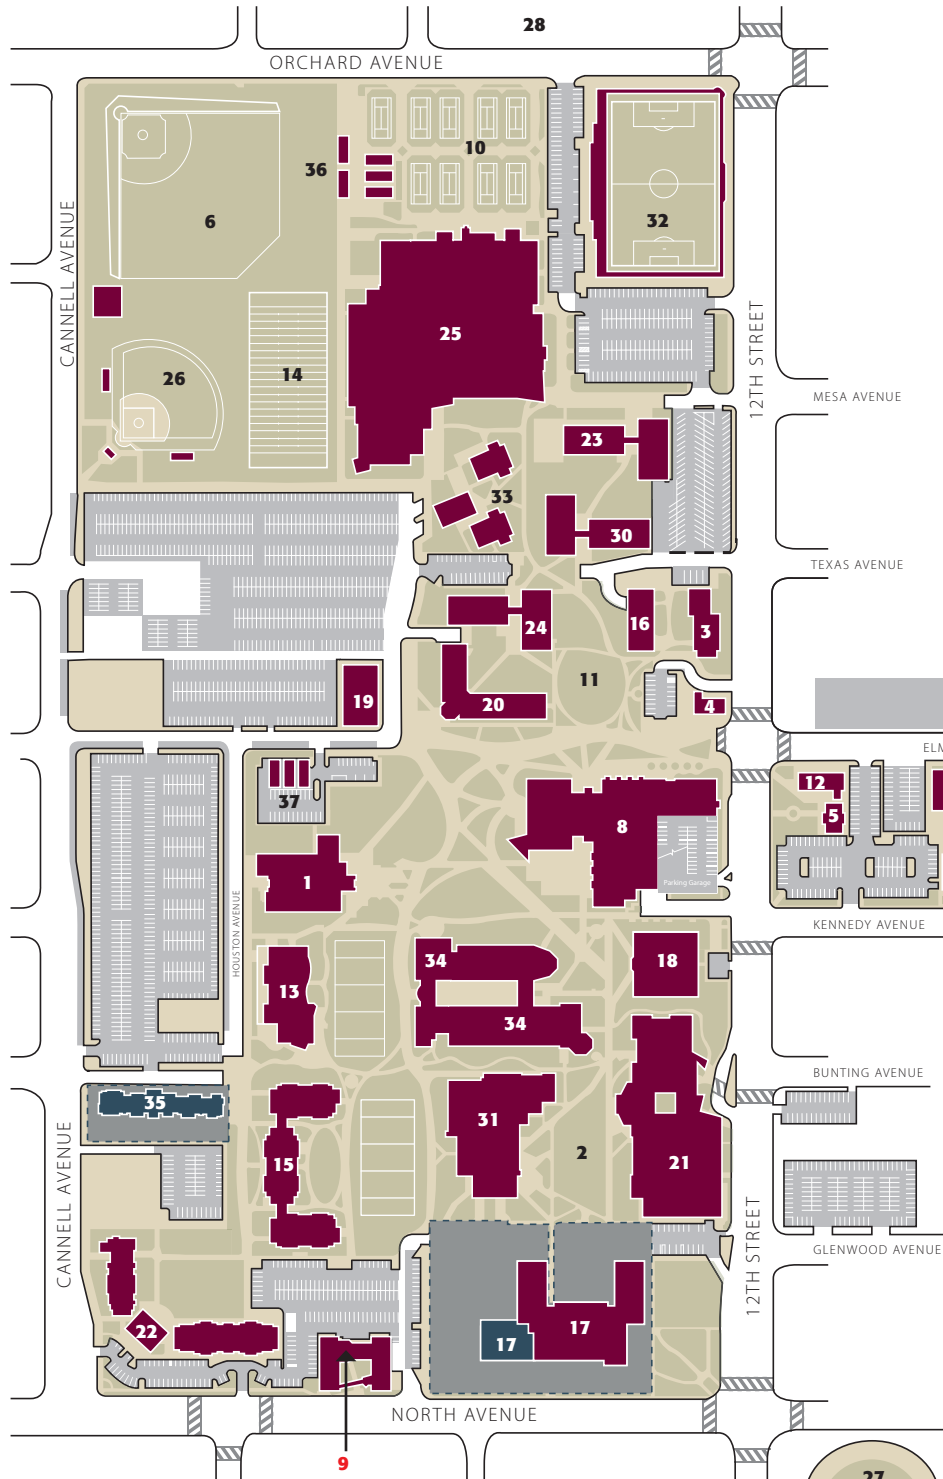 28
ORCHARD AVENUE
10
36
6
32
CANNELL AVENUE
12TH STREET
25
26
14
MESA AVENUE
23
33
30
TEXAS AVENUE
24
16
3
11
19
20
4
ELM
12
37
8
5
1
Parking Garage
HOUSTON AVENUE
KENNEDY AVENUE
34
18
13
34
BUNTING AVENUE
35
31
2
15
21
CANNELL AVENUE
12TH STREET
GLENWOOD AVENUE
22
17
17
NORTH AVENUE
9
27